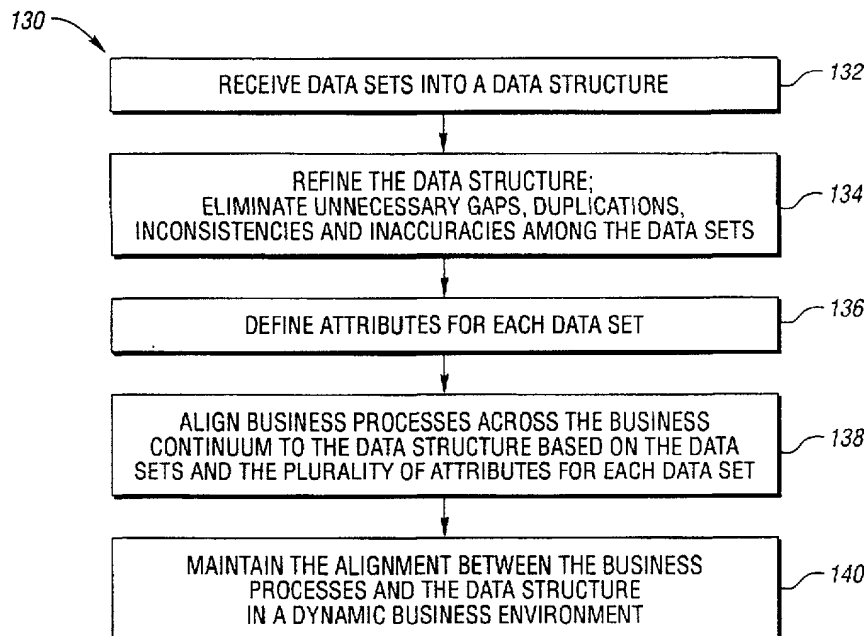 130
RECEIVE DATA SETS INTO A DATA STRUCTURE
132
REFINE THE DATA STRUCTURE;
ELIMINATE UNNECESSARY GAPS, DUPLICATIONS,
INCONSISTENCIES AND INACCURACIES AMONG THE DATA SETS
134
DEFINE ATTRIBUTES FOR EACH DATA SET
136
ALIGN BUSINESS PROCESSES ACROSS THE BUSINESS
CONTINUUM TO THE DATA STRUCTURE BASED ON THE DATA
SETS AND THE PLURALITY OF ATTRIBUTES FOR EACH DATA SET
138
MAINTAIN THE ALIGNMENT BETWEEN THE BUSINESS
PROCESSES AND THE DATA STRUCTURE
IN A DYNAMIC BUSINESS ENVIRONMENT
140